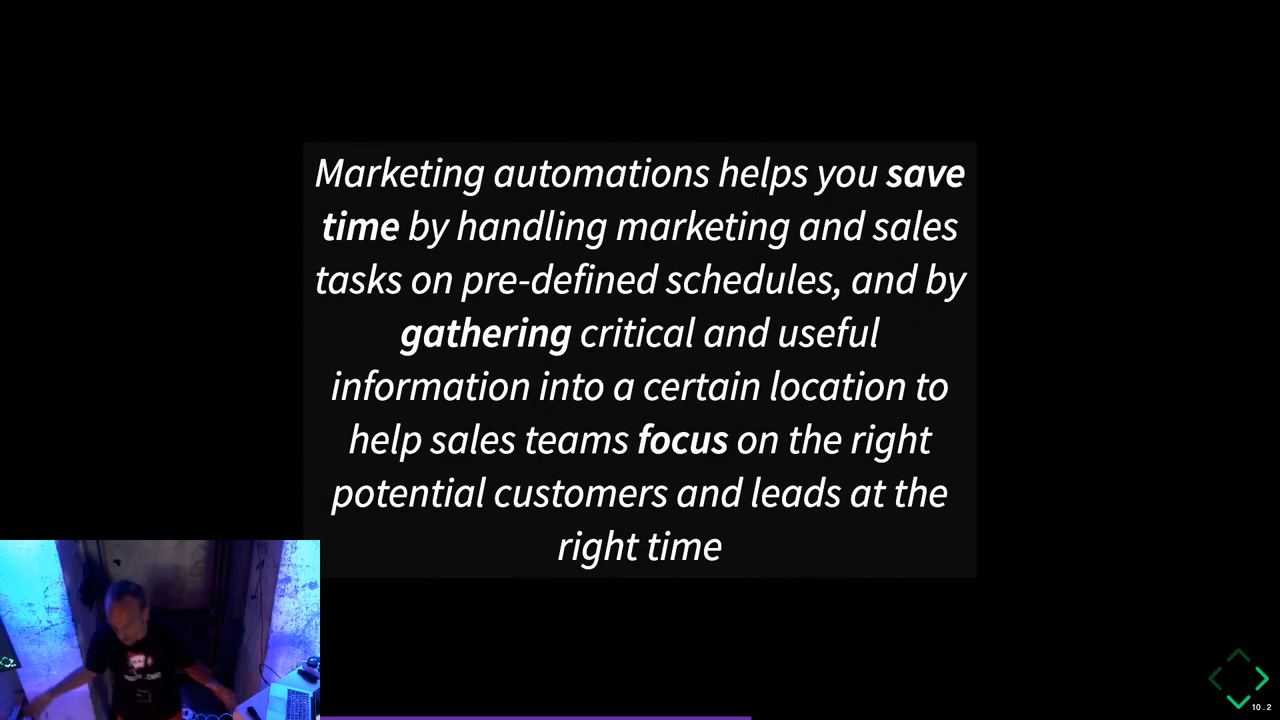 Marketing automations helps you save
time by handling marketing and sales
tasks on pre-defined schedules, and by
gathering critical and useful
information into a certain location to
help sales teams focus on the right
potential customers and leads at the
right time
10.2